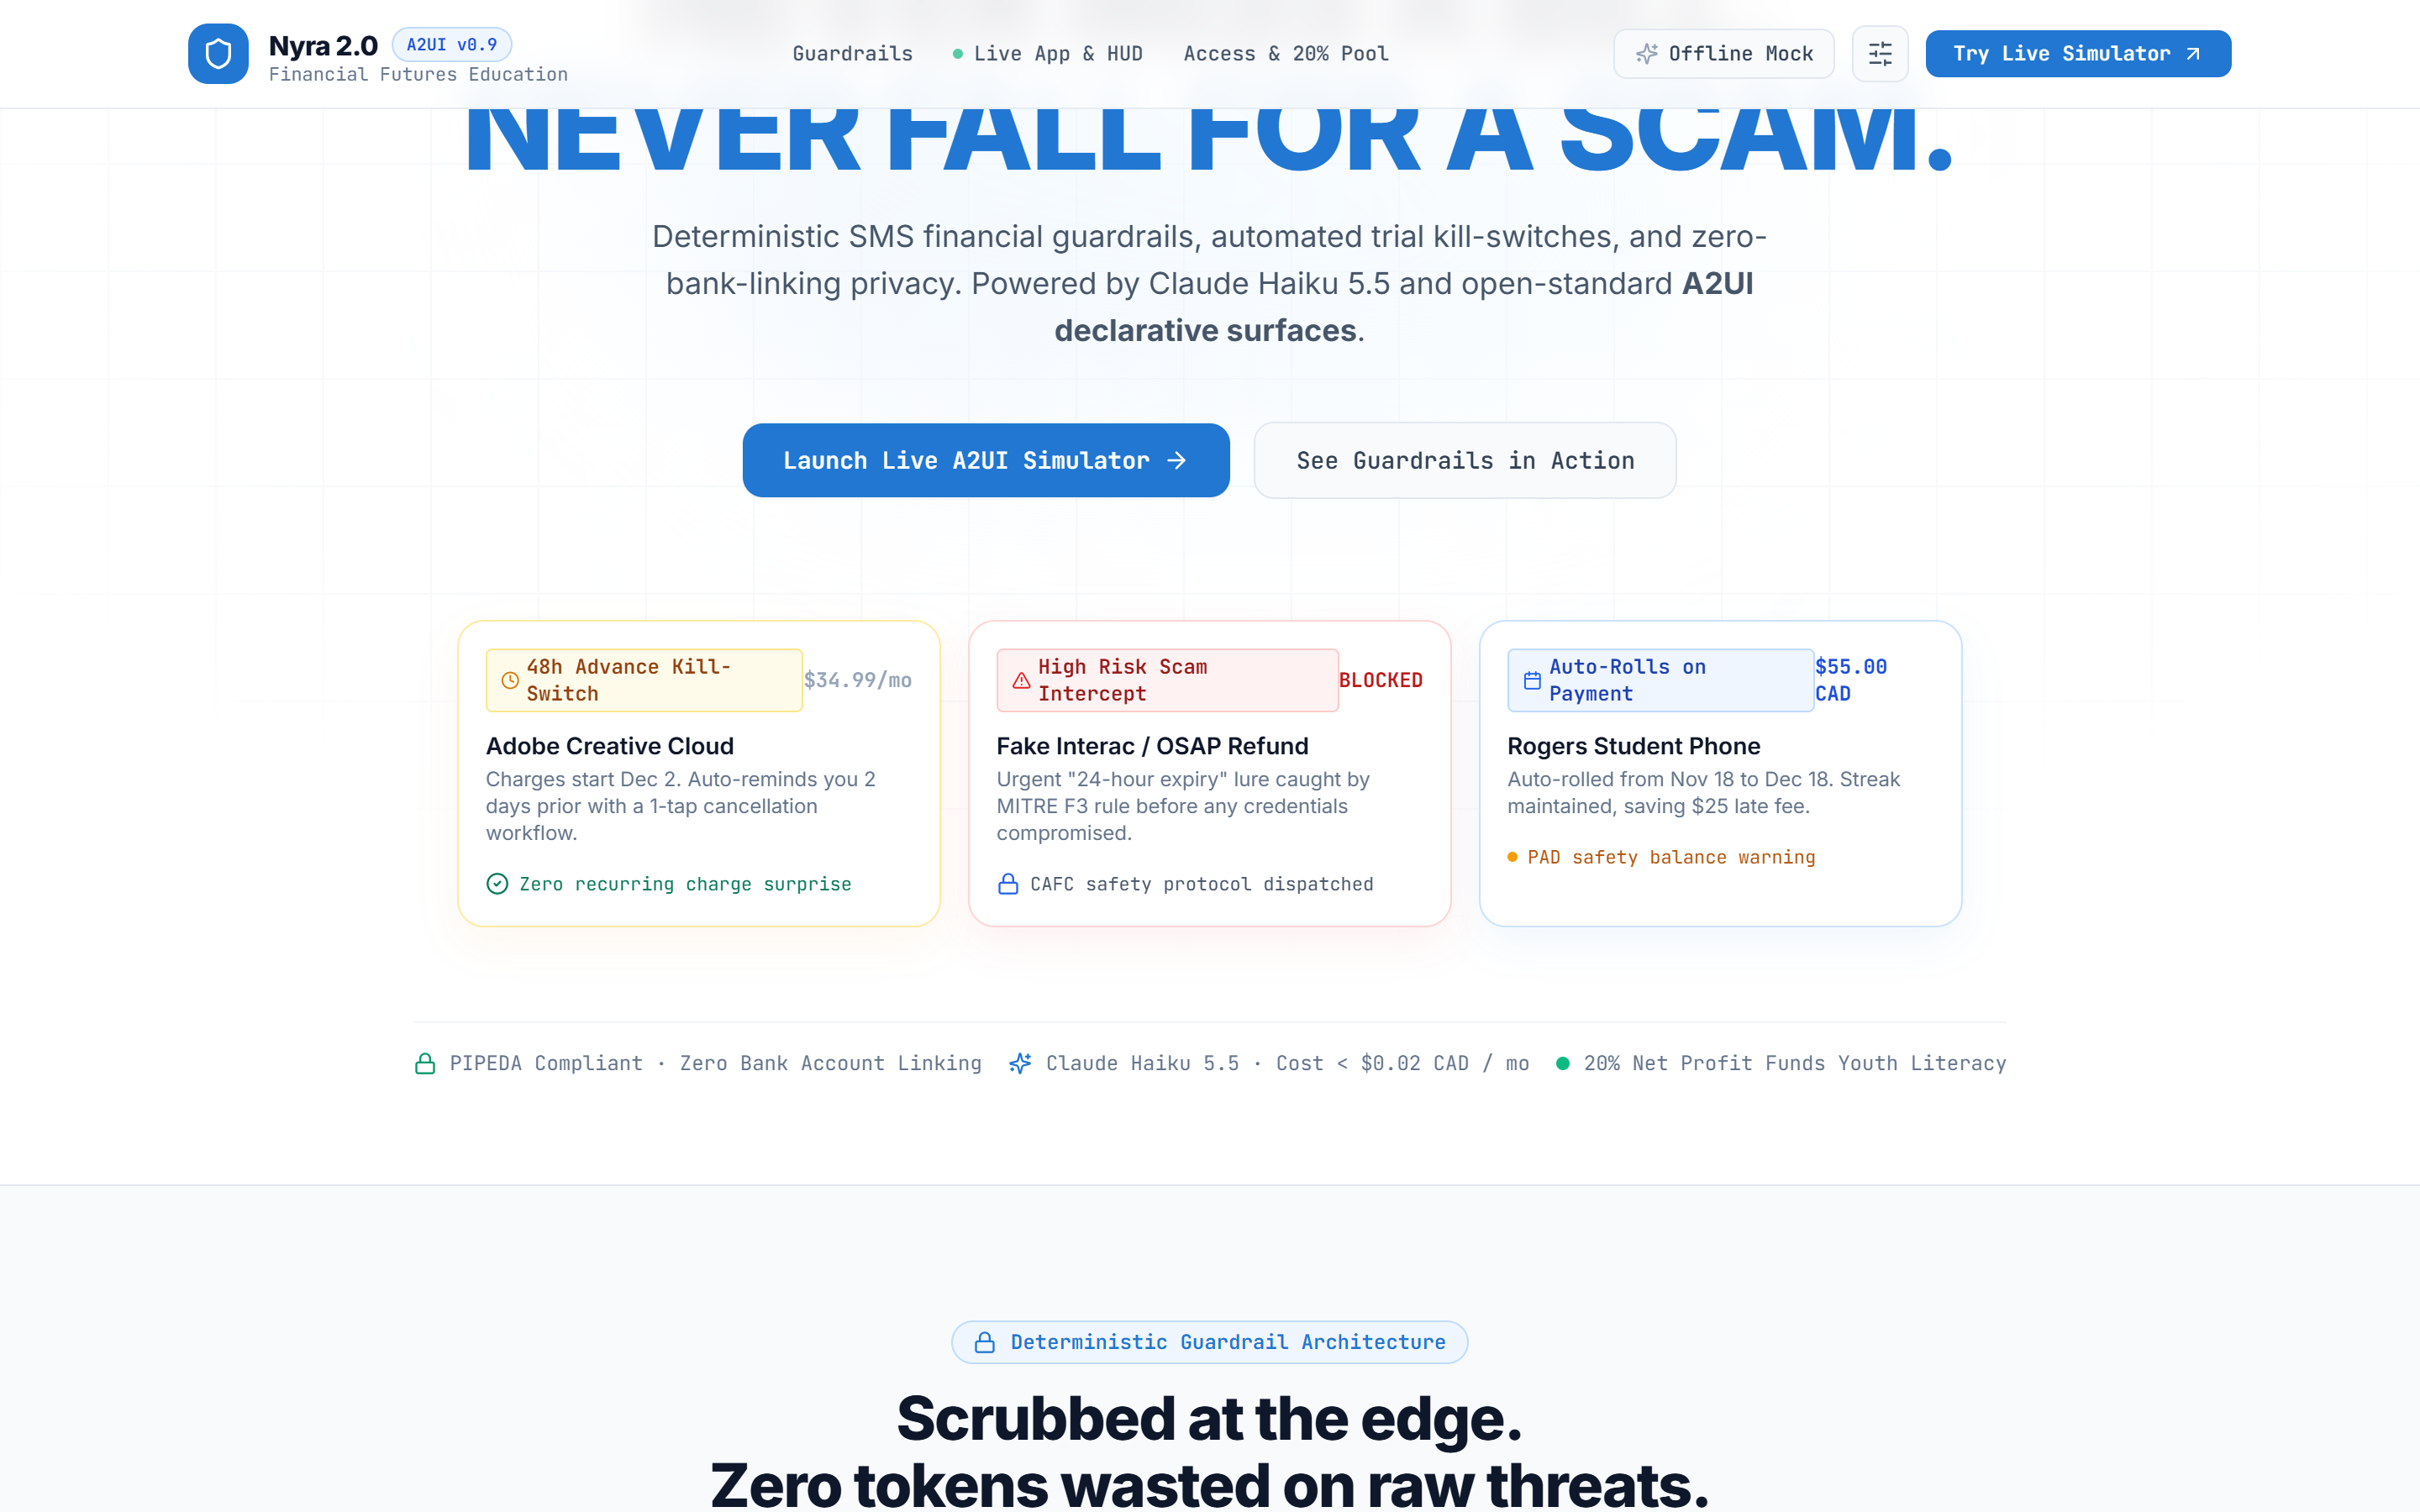 Nyra 2.0
A2UI v0.9
Financial Futures Education
Guardrails
Live App & HUD
Access & 20% Pool
Offline Mock
Try Live Simulator
NEVER FALL FOR A SCAM.
Deterministic SMS financial guardrails, automated trial kill-switches, and zero-
bank-linking privacy. Powered by Claude Haiku 5.5 and open-standard A2UI
declarative surfaces.
Launch Live A2UI Simulator
See Guardrails in Action
48h Advance Kill-
Switch
$34.99/mo
Adobe Creative Cloud
Charges start Dec 2. Auto-reminds you 2
days prior with a 1-tap cancellation
workflow.
Zero recurring charge surprise
High Risk Scam
Intercept
BLOCKED
Fake Interac / OSAP Refund
Urgent "24-hour expiry" lure caught by
MITRE F3 rule before any credentials
compromised.
CAFC safety protocol dispatched
Auto-Rolls on
Payment
$55.00
CAD
Rogers Student Phone
Auto-rolled from Nov 18 to Dec 18. Streak
maintained, saving $25 late fee.
PAD safety balance warning
PIPEDA Compliant · Zero Bank Account Linking
Claude Haiku 5.5 · Cost < $0.02 CAD / mo
20% Net Profit Funds Youth Literacy
Deterministic Guardrail Architecture
Scrubbed at the edge.
Zero tokens wasted on raw threats.